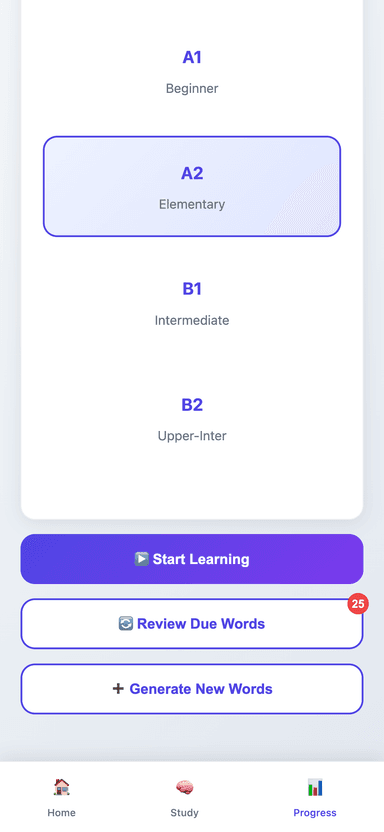 A1
Beginner
A2
Elementary
B1
Intermediate
B2
Upper-Inter
▶️ Start Learning
25
🔄 Review Due Words
➕ Generate New Words
Home
Study
Progress